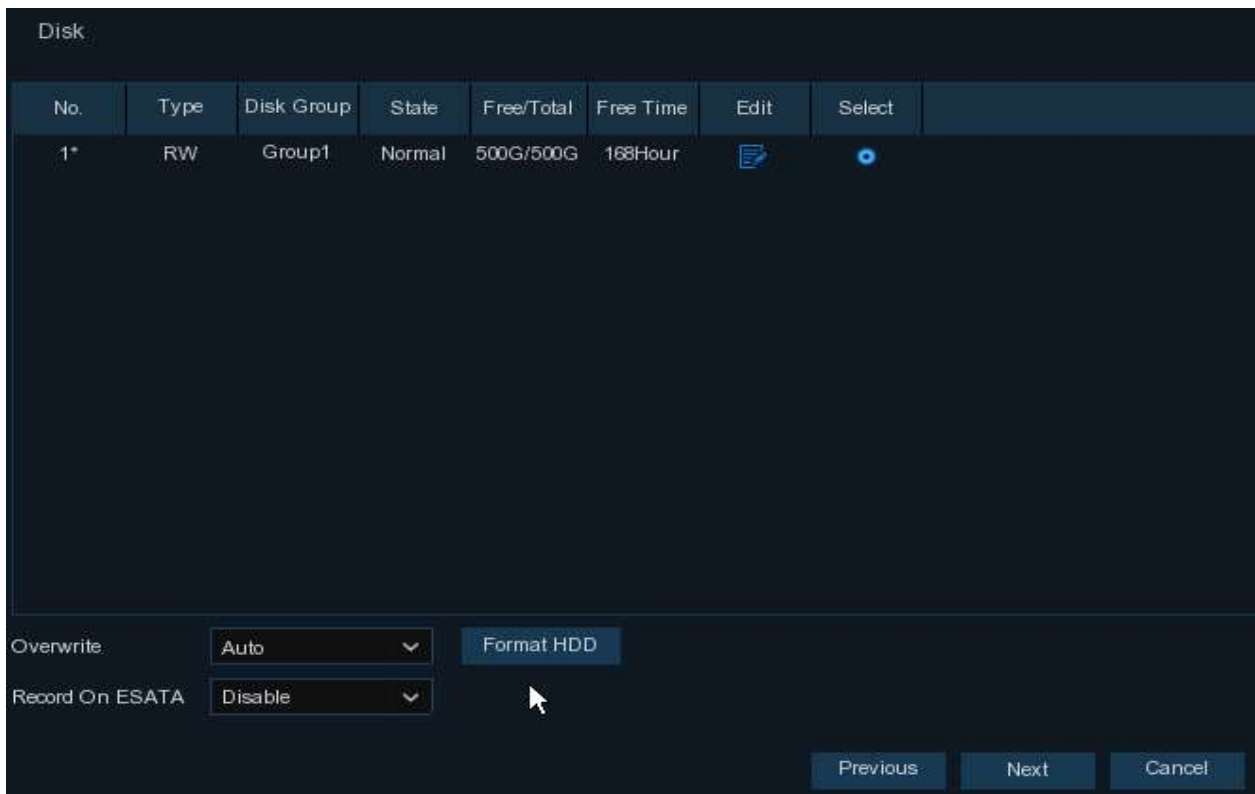 Disk
No. Type Disk Group State Free/Total Free Time Edit Select
1* RW Group1 Normal 500G/500G 168Hour
Overwrite Auto Format HDD
Record On ESATA Disable
Previous Next Cancel